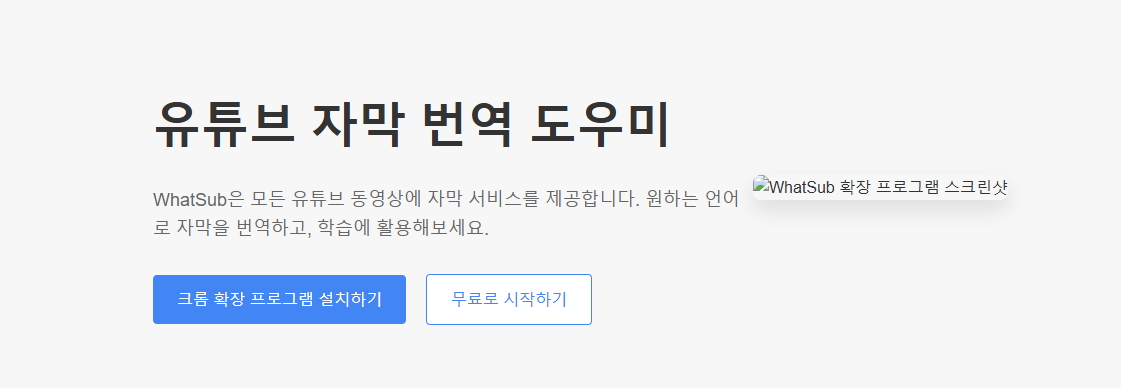 유튜브 자막 번역 도우미
WhatSub은 모든 유튜브 동영상에 자막 서비스를 제공합니다. 원하는 언어
로 자막을 번역하고, 학습에 활용해보세요.
WhatSub 확장 프로그램 스크린샷
크롬 확장 프로그램 설치하기
무료로 시작하기